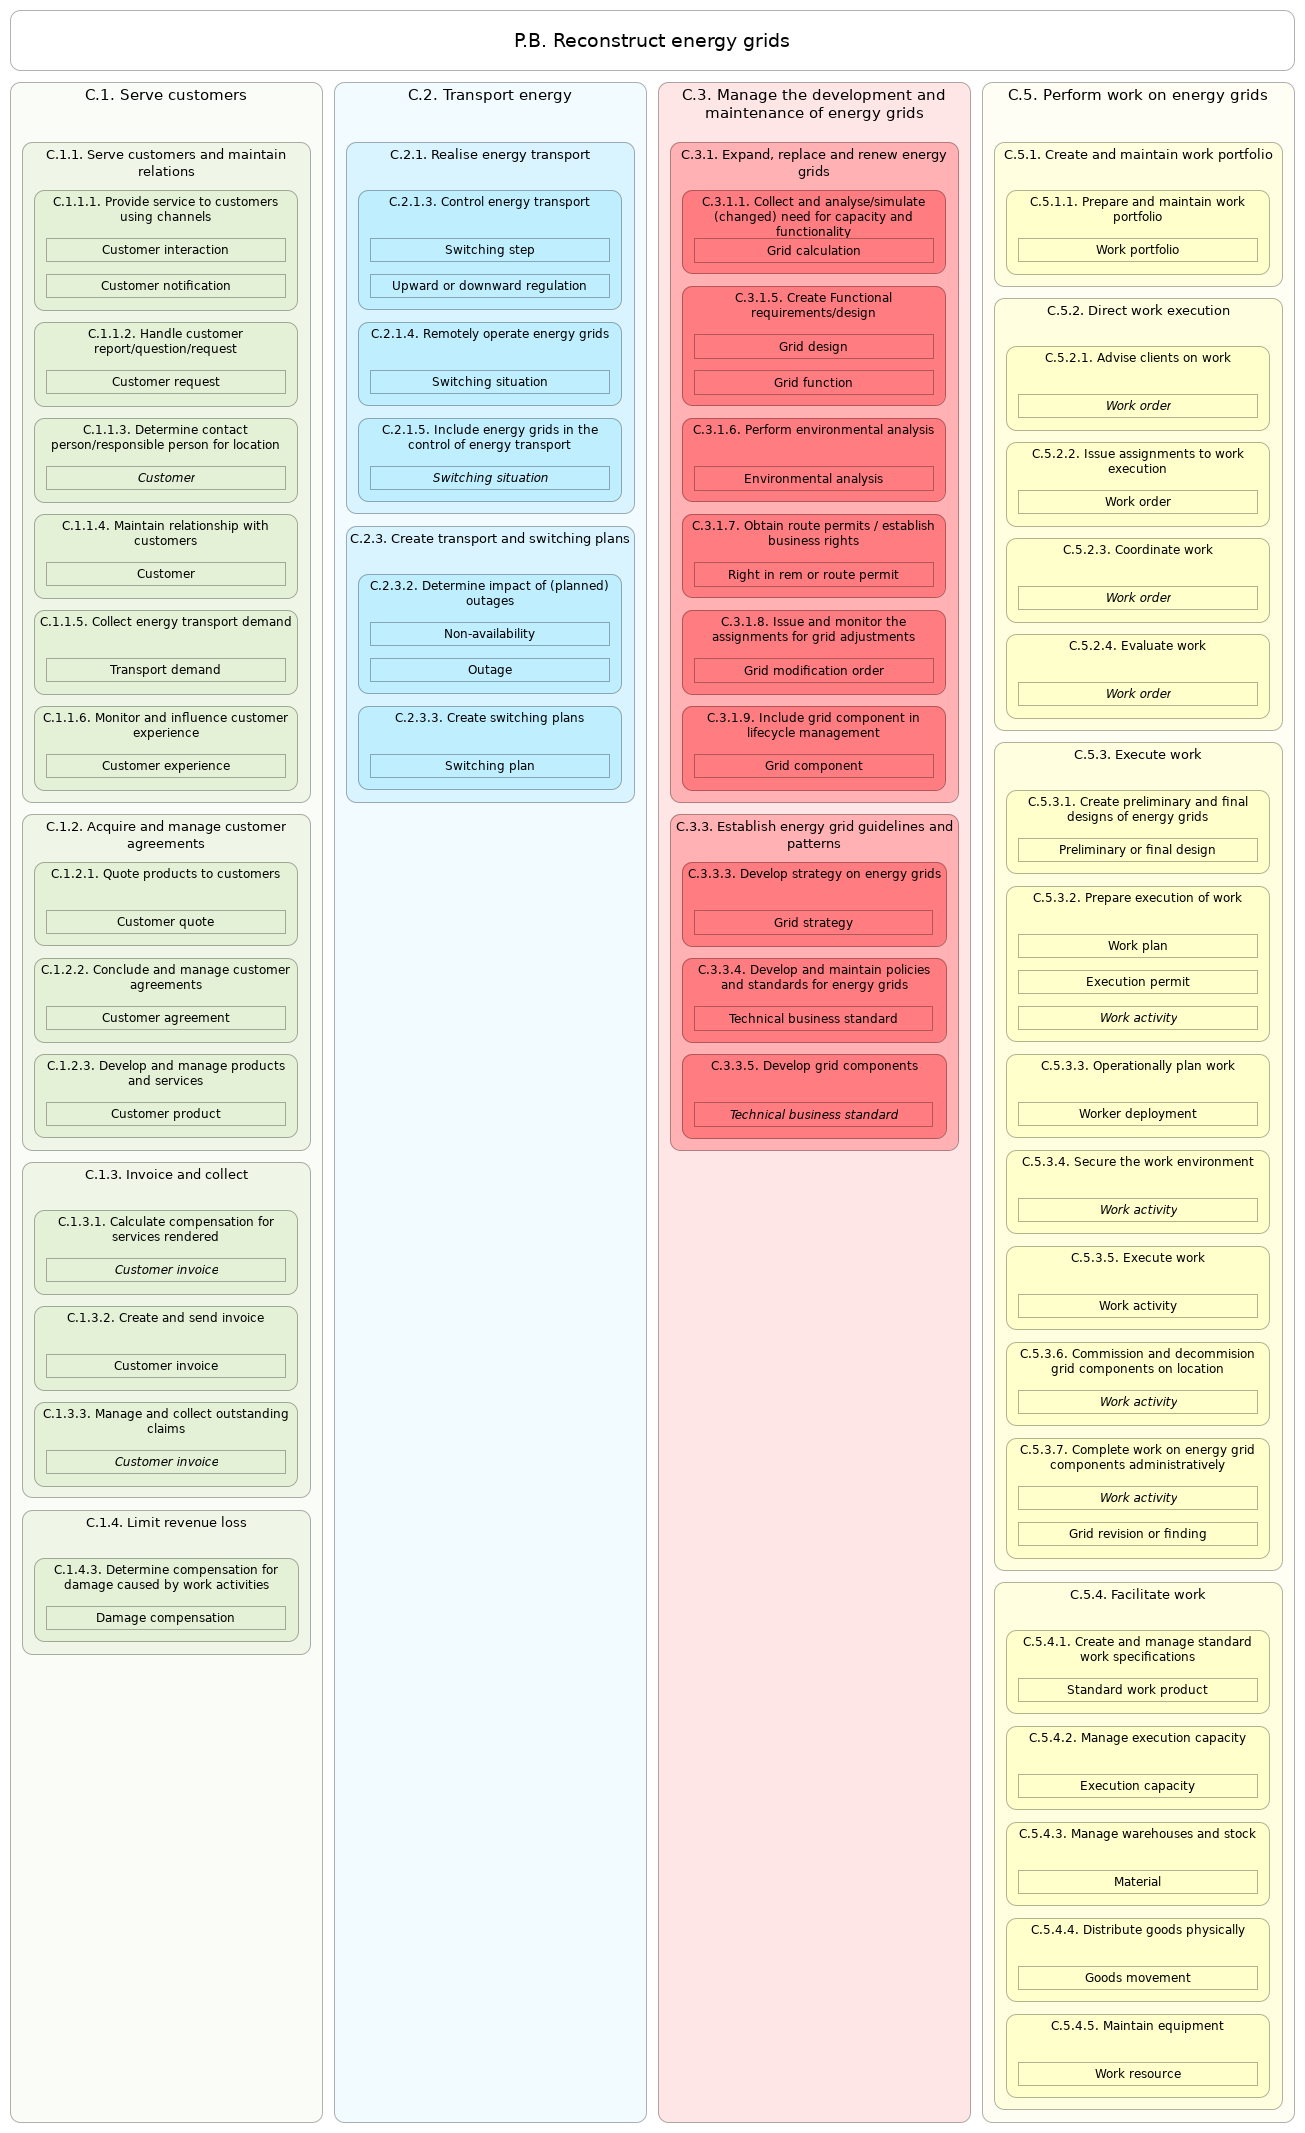 P.B. Reconstruct energy grids
C.1. Serve customers
C.1.1. Serve customers and maintain
relations
C.1.1.1. Provide service to customers
using channels
Customer interaction
Customer notification
C.1.1.2. Handle customer
report/question/request
Customer request
C.1.1.3. Determine contact
person/responsible person for location
Customer
C.1.1.4. Maintain relationship with
customers
Customer
C.1.1.5. Collect energy transport demand
Transport demand
C.1.1.6. Monitor and influence customer
experience
Customer experience
C.1.2. Acquire and manage customer
agreements
C.1.2.1. Quote products to customers
Customer quote
C.1.2.2. Conclude and manage customer
agreements
Customer agreement
C.1.2.3. Develop and manage products
and services
Customer product
C.1.3. Invoice and collect
C.1.3.1. Calculate compensation for
services rendered
Customer invoice
C.1.3.2. Create and send invoice
Customer invoice
C.1.3.3. Manage and collect outstanding
claims
Customer invoice
C.1.4. Limit revenue loss
C.1.4.3. Determine compensation for
damage caused by work activities
Damage compensation
C.2. Transport energy
C.2.1. Realise energy transport
C.2.1.3. Control energy transport
Switching step
Upward or downward regulation
C.2.1.4. Remotely operate energy grids
Switching situation
C.2.1.5. Include energy grids in the
control of energy transport
Switching situation
C.2.3. Create transport and switching plans
C.2.3.2. Determine impact of (planned)
outages
Non-availability
Outage
C.2.3.3. Create switching plans
Switching plan
C.3. Manage the development and
maintenance of energy grids
C.3.1. Expand, replace and renew energy
grids
C.3.1.1. Collect and analyse/simulate
(changed) need for capacity and
functionality
Grid calculation
C.3.1.5. Create Functional
requirements/design
Grid design
Grid function
C.3.1.6. Perform environmental analysis
Environmental analysis
C.3.1.7. Obtain route permits / establish
business rights
Right in rem or route permit
C.3.1.8. Issue and monitor the
assignments for grid adjustments
Grid modification order
C.3.1.9. Include grid component in
lifecycle management
Grid component
C.3.3. Establish energy grid guidelines and
patterns
C.3.3.3. Develop strategy on energy grids
Grid strategy
C.3.3.4. Develop and maintain policies
and standards for energy grids
Technical business standard
C.3.3.5. Develop grid components
Technical business standard
C.5. Perform work on energy grids
C.5.1. Create and maintain work portfolio
C.5.1.1. Prepare and maintain work
portfolio
Work portfolio
C.5.2. Direct work execution
C.5.2.1. Advise clients on work
Work order
C.5.2.2. Issue assignments to work
execution
Work order
C.5.2.3. Coordinate work
Work order
C.5.2.4. Evaluate work
Work order
C.5.3. Execute work
C.5.3.1. Create preliminary and final
designs of energy grids
Preliminary or final design
C.5.3.2. Prepare execution of work
Work plan
Execution permit
Work activity
C.5.3.3. Operationally plan work
Worker deployment
C.5.3.4. Secure the work environment
Work activity
C.5.3.5. Execute work
Work activity
C.5.3.6. Commission and decommision
grid components on location
Work activity
C.5.3.7. Complete work on energy grid
components administratively
Work activity
Grid revision or finding
C.5.4. Facilitate work
C.5.4.1. Create and manage standard
work specifications
Standard work product
C.5.4.2. Manage execution capacity
Execution capacity
C.5.4.3. Manage warehouses and stock
Material
C.5.4.4. Distribute goods physically
Goods movement
C.5.4.5. Maintain equipment
Work resource